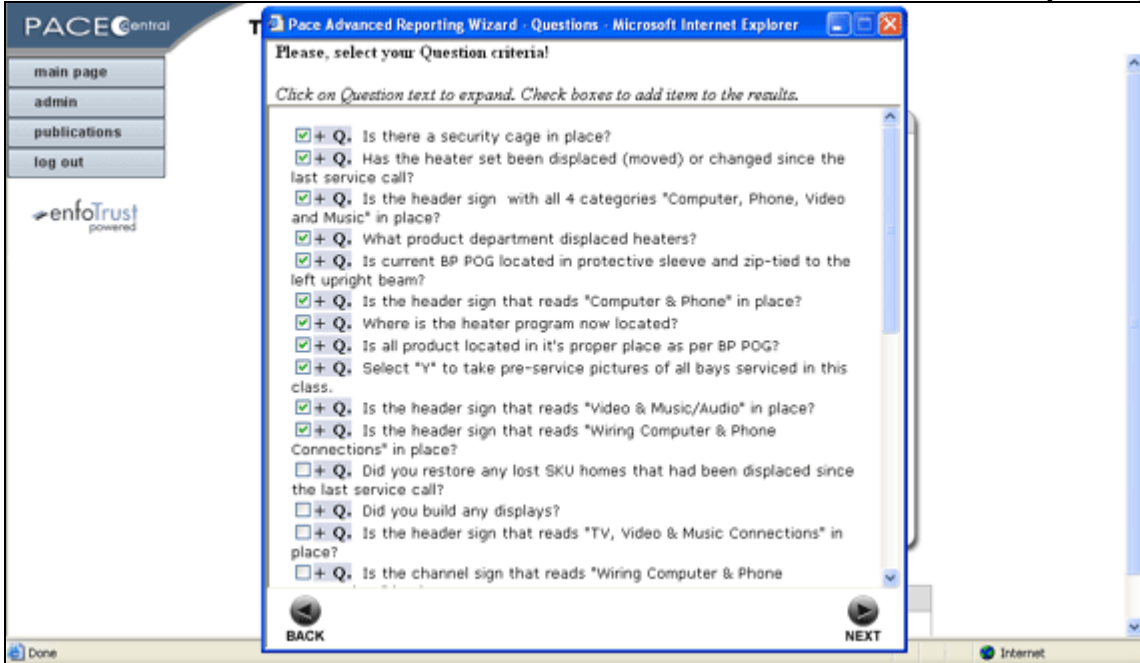 PACE Central
T
Pace Advanced Reporting Wizard - Questions - Microsoft Internet Explorer
main page
admin
publications
log out
enfoTrust
powered
Please, select your Question criteria!
Click on Question text to expand. Check boxes to add item to the results.
+ Q. Is there a security cage in place?
+ Q. Has the heater set been displaced (moved) or changed since the
last service call?
+ Q. Is the header sign with all 4 categories "Computer, Phone, Video
and Music" in place?
+ Q. What product department displaced heaters?
+ Q. Is current BP POG located in protective sleeve and zip-tied to the
left upright beam?
+ Q. Is the header sign that reads "Computer & Phone" in place?
+ Q. Where is the heater program now located?
+ Q. Is all product located in it's proper place as per BP POG?
+ Q. Select "Y" to take pre-service pictures of all bays serviced in this
class.
+ Q. Is the header sign that reads "Video & Music/Audio" in place?
+ Q. Is the header sign that reads "Wiring Computer & Phone
Connections" in place?
+ Q. Did you restore any lost SKU homes that had been displaced since
the last service call?
+ Q. Did you build any displays?
+ Q. Is the header sign that reads "TV, Video & Music Connections" in
place?
+ Q. Is the channel sign that reads "Wiring Computer & Phone
BACK
NEXT
Done
Internet